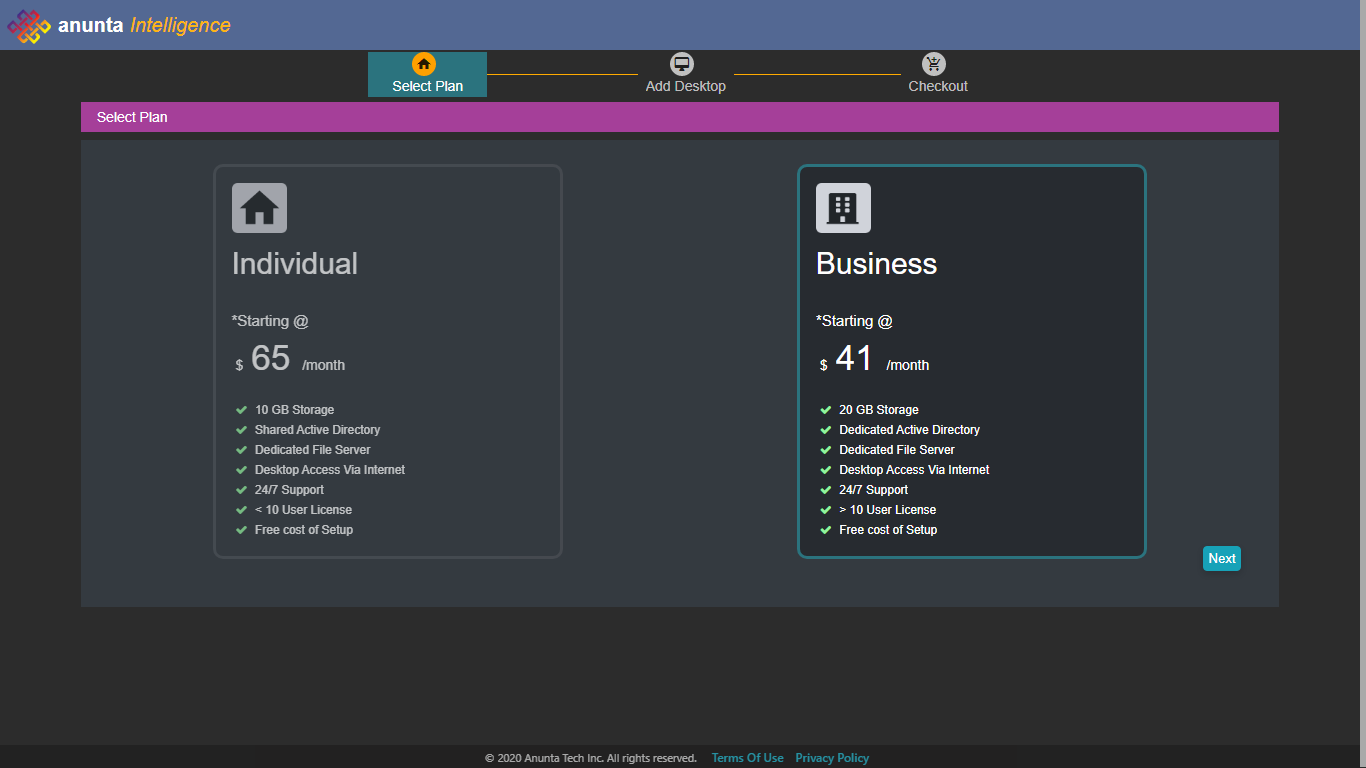 anunta Intelligence
Select Plan
Add Desktop
Checkout
Select Plan
Individual
*Starting @
$ 65 /month
10 GB Storage
Shared Active Directory
Dedicated File Server
Desktop Access Via Internet
24/7 Support
< 10 User License
Free cost of Setup
Business
*Starting @
$ 41 /month
20 GB Storage
Dedicated Active Directory
Dedicated File Server
Desktop Access Via Internet
24/7 Support
> 10 User License
Free cost of Setup
Next
© 2020 Anunta Tech Inc. All rights reserved. Terms Of Use Privacy Policy